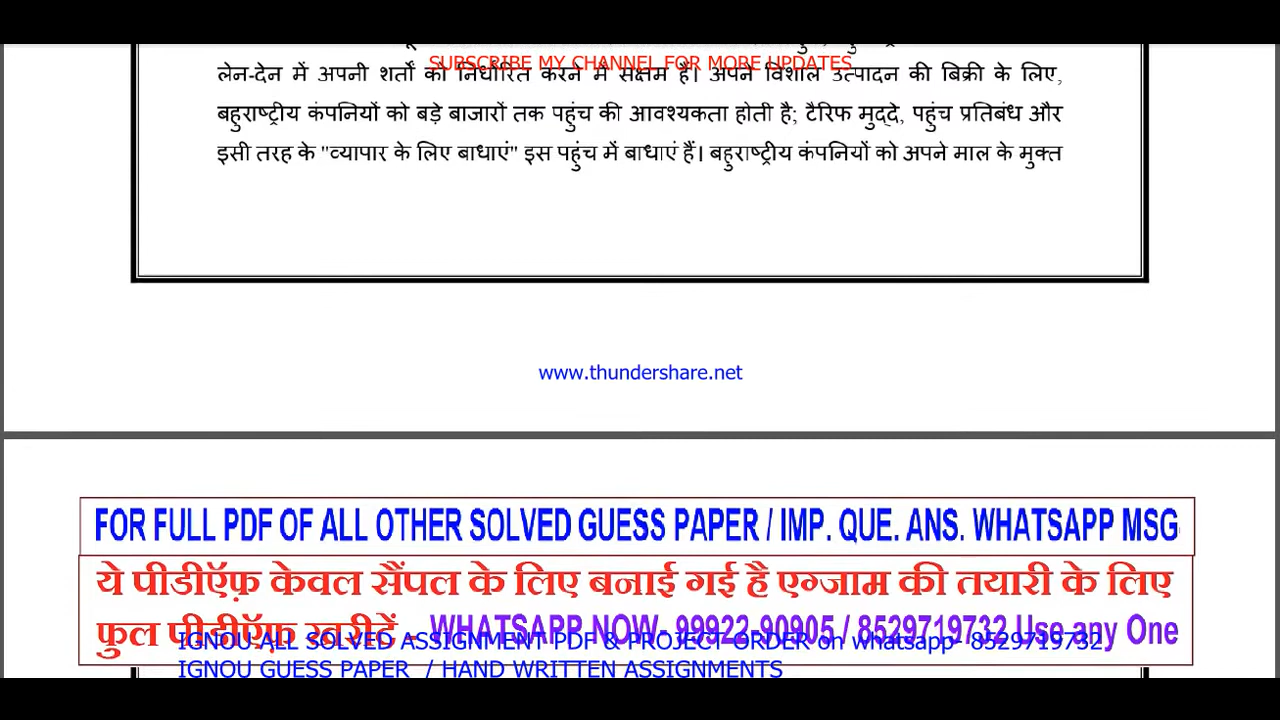 SUBSCRIBE MY CHANNEL FOR MORE UPDATES
लेन-देन में अपनी शर्तों को निर्धारित करने में सक्षम हैं। अपने विशाल उत्पादन की बिक्री के लिए,
बहुराष्ट्रीय कंपनियों को बड़े बाजारों तक पहुंच की आवश्यकता होती है; टैरिफ मुद्दे, पहुंच प्रतिबंध और
इसी तरह के "व्यापार के लिए बाधाएं" इस पहुंच में बाधाएं हैं। बहुराष्ट्रीय कंपनियों को अपने माल के मुक्त
www.thundershare.net
FOR FULL PDF OF ALL OTHER SOLVED GUESS PAPER / IMP. QUE. ANS. WHATSAPP MSG
ये पीडीऍफ़ केवल सैंपल के लिए बनाई गई है एग्जाम की तयारी के लिए
फुल पीडीऍफ़ खरीदें - WHATSAPP NOW- 99922-90905 / 8529719732 Use any One
IGNOU ALL SOLVED ASSIGNMENT PDF & PROJECT ORDER on whatsapp- 8529719732
IGNOU GUESS PAPER / HAND WRITTEN ASSIGNMENTS